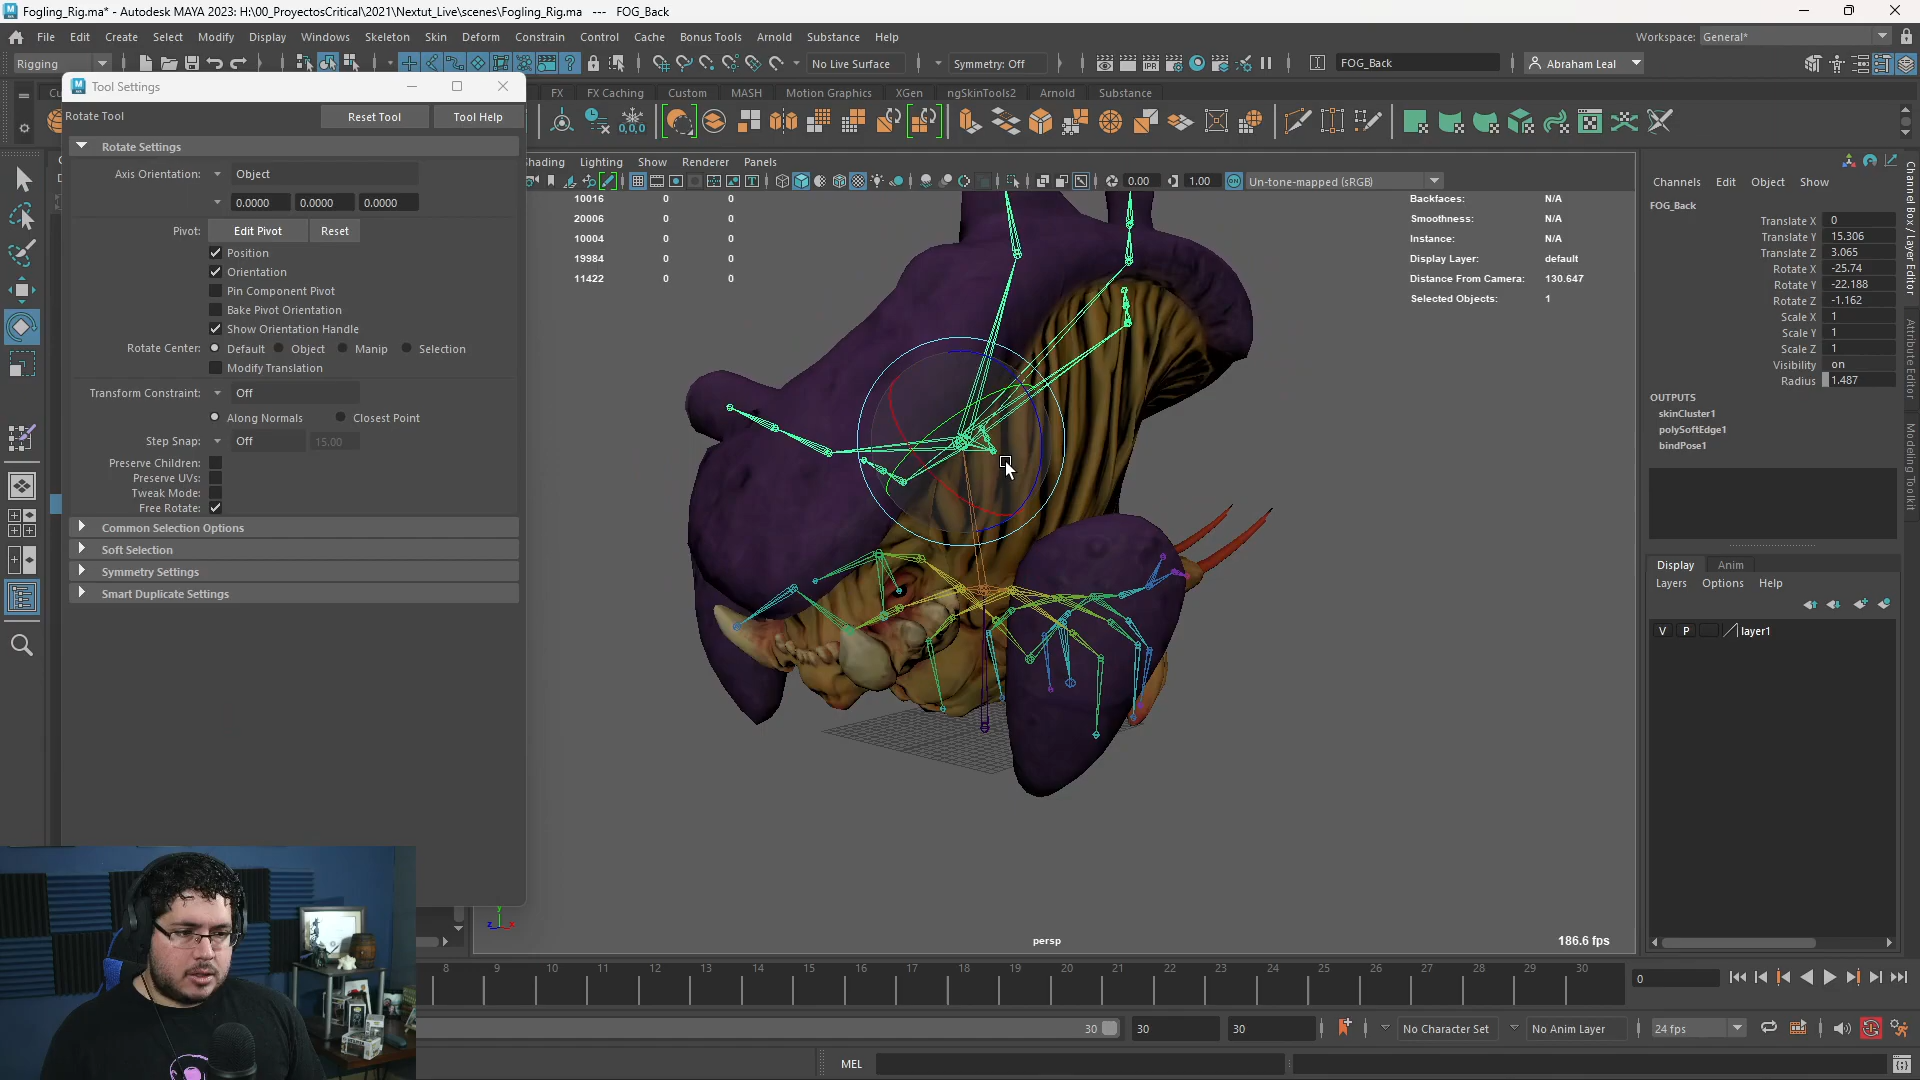 Fogling_Rig.ma* - Autodesk MAYA 2023: H:\00_ProyectosCritical\2021\Nextut_Live\scenes\Fogling_Rig.ma --- FOG_Back
File Edit Create Select Modify Display Windows Skeleton Skin Deform Constrain Control Cache Bonus Tools Arnold Substance Help
Workspace: General*
Rigging
No Live Surface
Symmetry: Off
FOG_Back
Abraham Leal
Tool Settings
FX FX Caching Custom MASH Motion Graphics XGen ngSkinTools2 Arnold Substance
Rotate Tool
Reset Tool
Tool Help
Rotate Settings
Axis Orientation: Object
0.0000 0.0000 0.0000
Pivot: Edit Pivot Reset
Position
Orientation
Pin Component Pivot
Bake Pivot Orientation
Show Orientation Handle
Rotate Center: Default Object Manip Selection
Modify Translation
Transform Constraint: Off
Along Normals Closest Point
Step Snap: Off 15.00
Preserve Children:
Preserve UVs:
Tweak Mode:
Free Rotate:
Common Selection Options
Soft Selection
Symmetry Settings
Smart Duplicate Settings
Lighting Show Renderer Panels
0.00 1.00 Un-tone-mapped (sRGB)
10016 0 0
20006 0 0
10004 0 0
19984 0 0
11422 0 0
Backfaces: N/A
Smoothness: N/A
Instance: N/A
Display Layer: default
Distance From Camera: 130.647
Selected Objects: 1
persp
186.6 fps
Channels Edit Object Show
FOG_Back
Translate X 0
Translate Y 15.306
Translate Z 3.065
Rotate X -25.74
Rotate Y -22.188
Rotate Z -1.162
Scale X 1
Scale Y 1
Scale Z 1
Visibility on
Radius 1.487
OUTPUTS
skinCluster1
polySoftEdge1
bindPose1
Channel Box / Layer Editor
Attribute Editor
Modeling Toolkit
Display Anim
Layers Options Help
V P layer1
8 9 10 11 12 13 14 15 16 17 18 19 20 21 22 23 24 25 26 27 28 29 30
0
30 30 30
No Character Set
No Anim Layer
24 fps
MEL